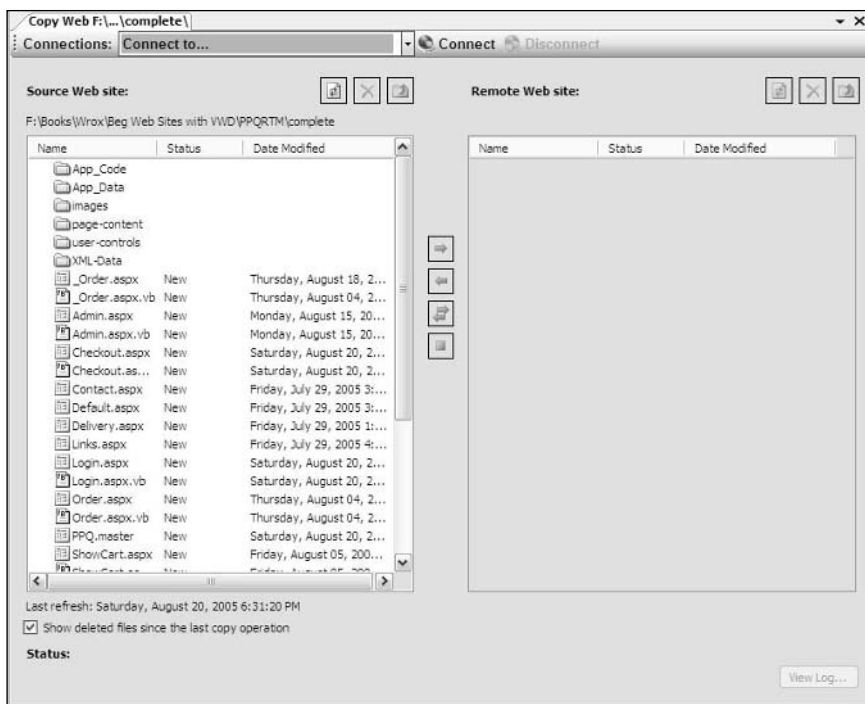 Copy Web F:\...\complete\
Connections: Connect to... Connect Disconnect
Source Web site: Remote Web site:
F:\Books\Wrox\Beg Web Sites with VWD\PPQRTM\complete
Name Status Date Modified Name Status Date Modified
App_Code
App_Data
images
page-content
user-controls
XML-Data
_Order.aspx New Thursday, August 18, 2...
_Order.aspx.vb New Thursday, August 04, 2...
Admin.aspx New Monday, August 15, 20...
Admin.aspx.vb New Monday, August 15, 20...
Checkout.aspx New Saturday, August 20, 2...
Checkout.as... New Saturday, August 20, 2...
Contact.aspx New Friday, July 29, 2005 3:...
Default.aspx New Friday, July 29, 2005 3:...
Delivery.aspx New Friday, July 29, 2005 1:...
Links.aspx New Friday, July 29, 2005 4:...
Login.aspx New Saturday, August 20, 2...
Login.aspx.vb New Saturday, August 20, 2...
Order.aspx New Thursday, August 04, 2...
Order.aspx.vb New Thursday, August 04, 2...
PPQ.master New Saturday, August 20, 2...
ShowCart.aspx New Friday, August 05, 200...
Last refresh: Saturday, August 20, 2005 6:31:20 PM
Show deleted files since the last copy operation
Status:
View Log...